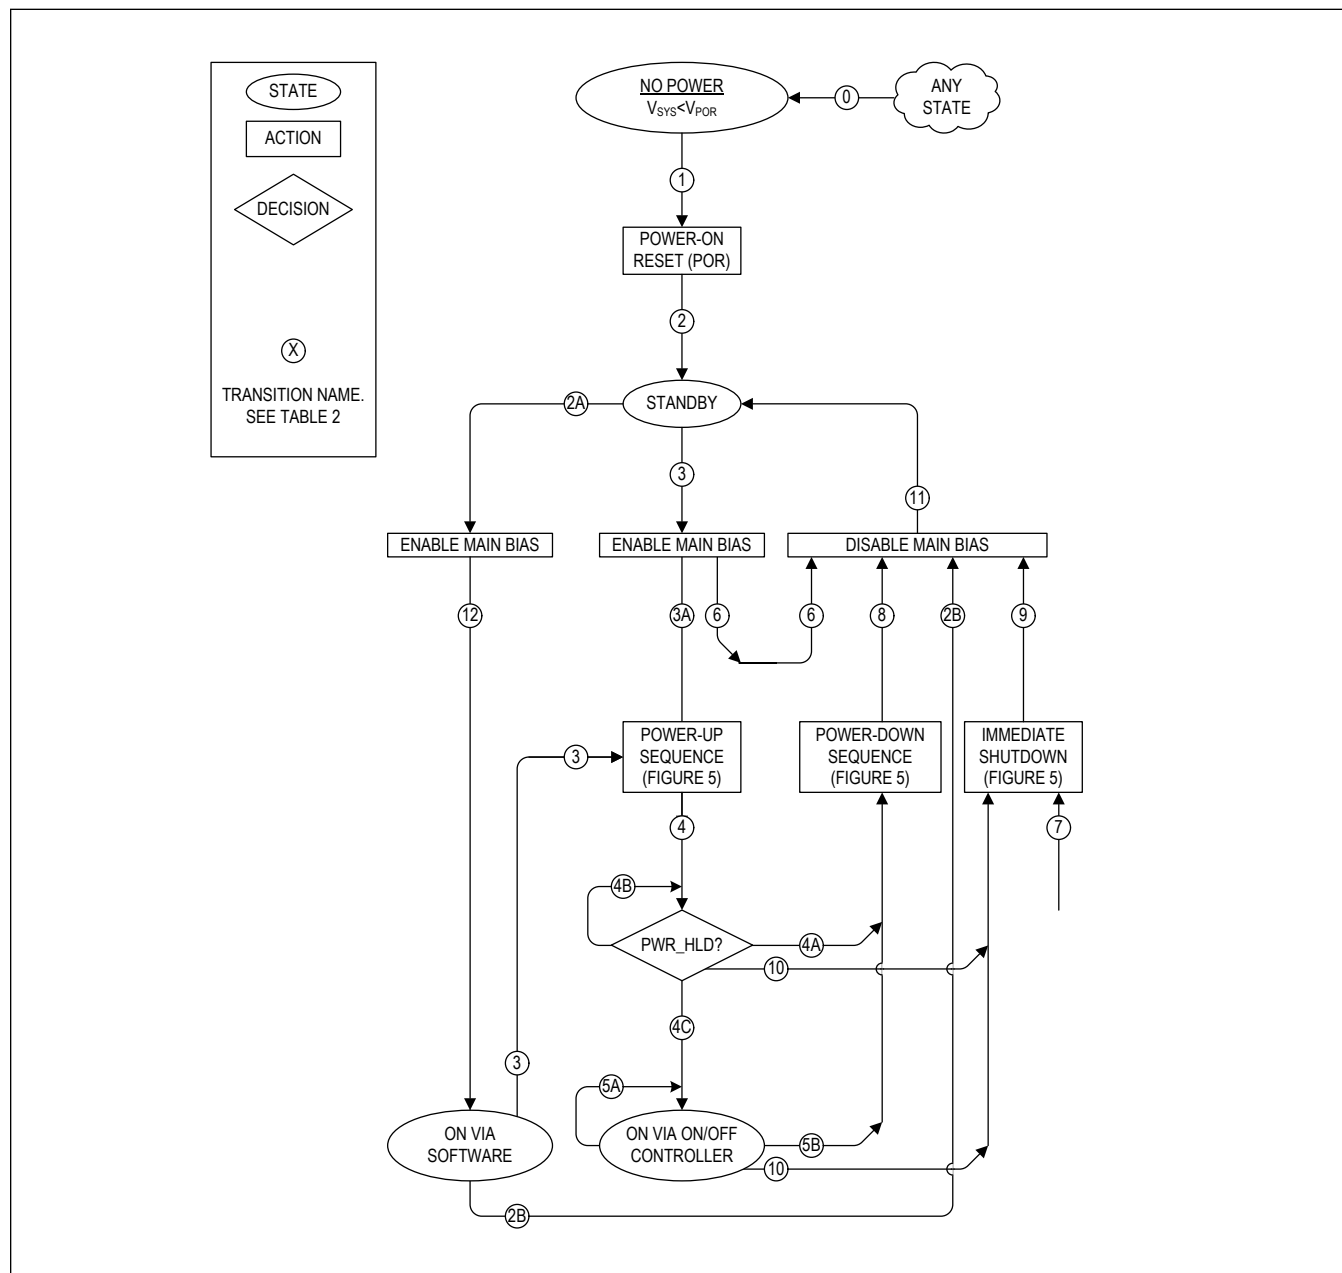 STATE
ACTION
DECISION
X
TRANSITION NAME.
SEE TABLE 2
NO POWER
VSYS<VPOR
0
ANY
STATE
1
POWER-ON
RESET (POR)
2
STANDBY
2A
3
11
ENABLE MAIN BIAS
ENABLE MAIN BIAS
DISABLE MAIN BIAS
12
3A
6
6
8
2B
9
POWER-UP
SEQUENCE
(FIGURE 5)
POWER-DOWN
SEQUENCE
(FIGURE 5)
IMMEDIATE
SHUTDOWN
(FIGURE 5)
3
4
7
4B
PWR_HLD?
4A
10
4C
3
5A
ON VIA
SOFTWARE
ON VIA ON/OFF
CONTROLLER
5B
10
2B